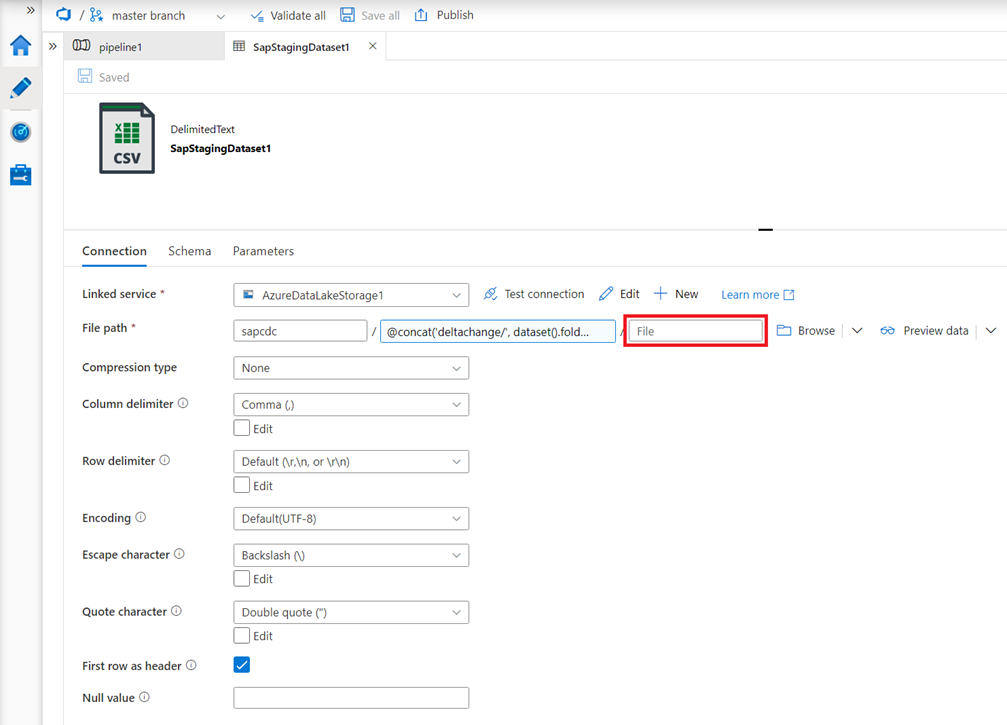 / master branch Validate all Save all Publish
pipeline1 SapStagingDataset1
Saved
CSV
DelimitedText
SapStagingDataset1
Connection Schema Parameters
Linked service * AzureDataLakeStorage1 Test connection Edit New Learn more
File path * sapcdc / @concat('deltachange/', dataset().fold... / File Browse Preview data
Compression type None
Column delimiter Comma (,)
Edit
Row delimiter Default (\r,\n, or \r\n)
Edit
Encoding Default(UTF-8)
Escape character Backslash (\)
Edit
Quote character Double quote (")
Edit
First row as header
Null value